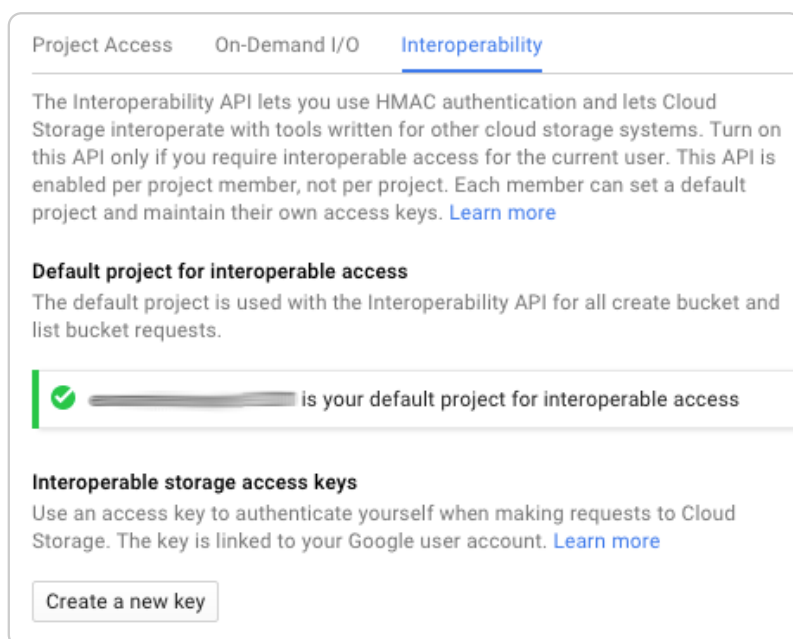 Project Access On-Demand I/O Interoperability
The Interoperability API lets you use HMAC authentication and lets Cloud
Storage interoperate with tools written for other cloud storage systems. Turn on
this API only if you require interoperable access for the current user. This API is
enabled per project member, not per project. Each member can set a default
project and maintain their own access keys. Learn more
Default project for interoperable access
The default project is used with the Interoperability API for all create bucket and
list bucket requests.
is your default project for interoperable access
Interoperable storage access keys
Use an access key to authenticate yourself when making requests to Cloud
Storage. The key is linked to your Google user account. Learn more
Create a new key